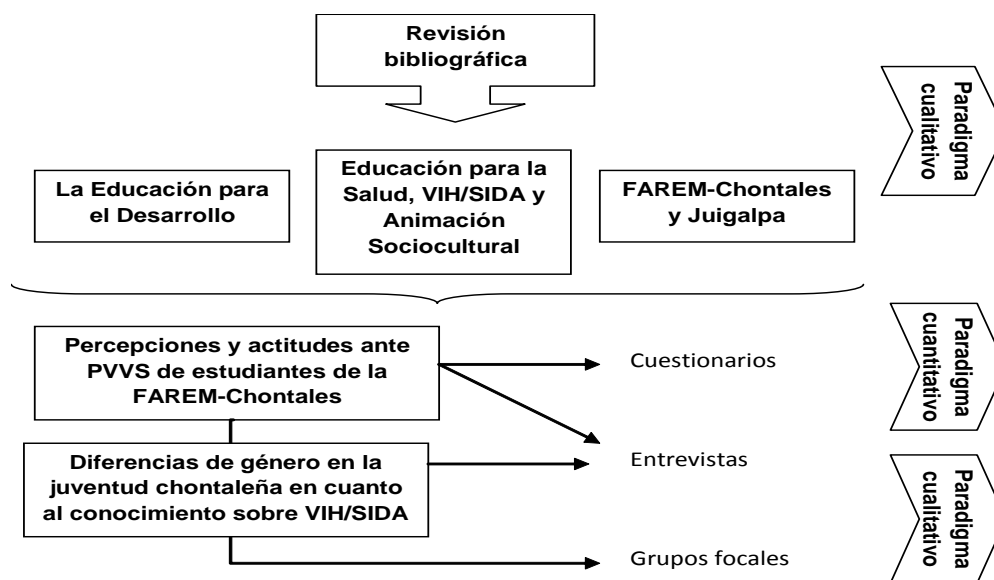 Revisión
bibliográfica
Paradigma
cualitativo
La Educación para
el Desarrollo
Educación para la
Salud, VIH/SIDA y
Animación
Sociocultural
FAREM-Chontales
y Juigalpa
Percepciones y actitudes ante
PVVS de estudiantes de la
FAREM-Chontales
Cuestionarios
Paradigma
cuantitativo
Diferencias de género en la
juventud chontaleña en cuanto
al conocimiento sobre VIH/SIDA
Entrevistas
Grupos focales
Paradigma
cualitativo